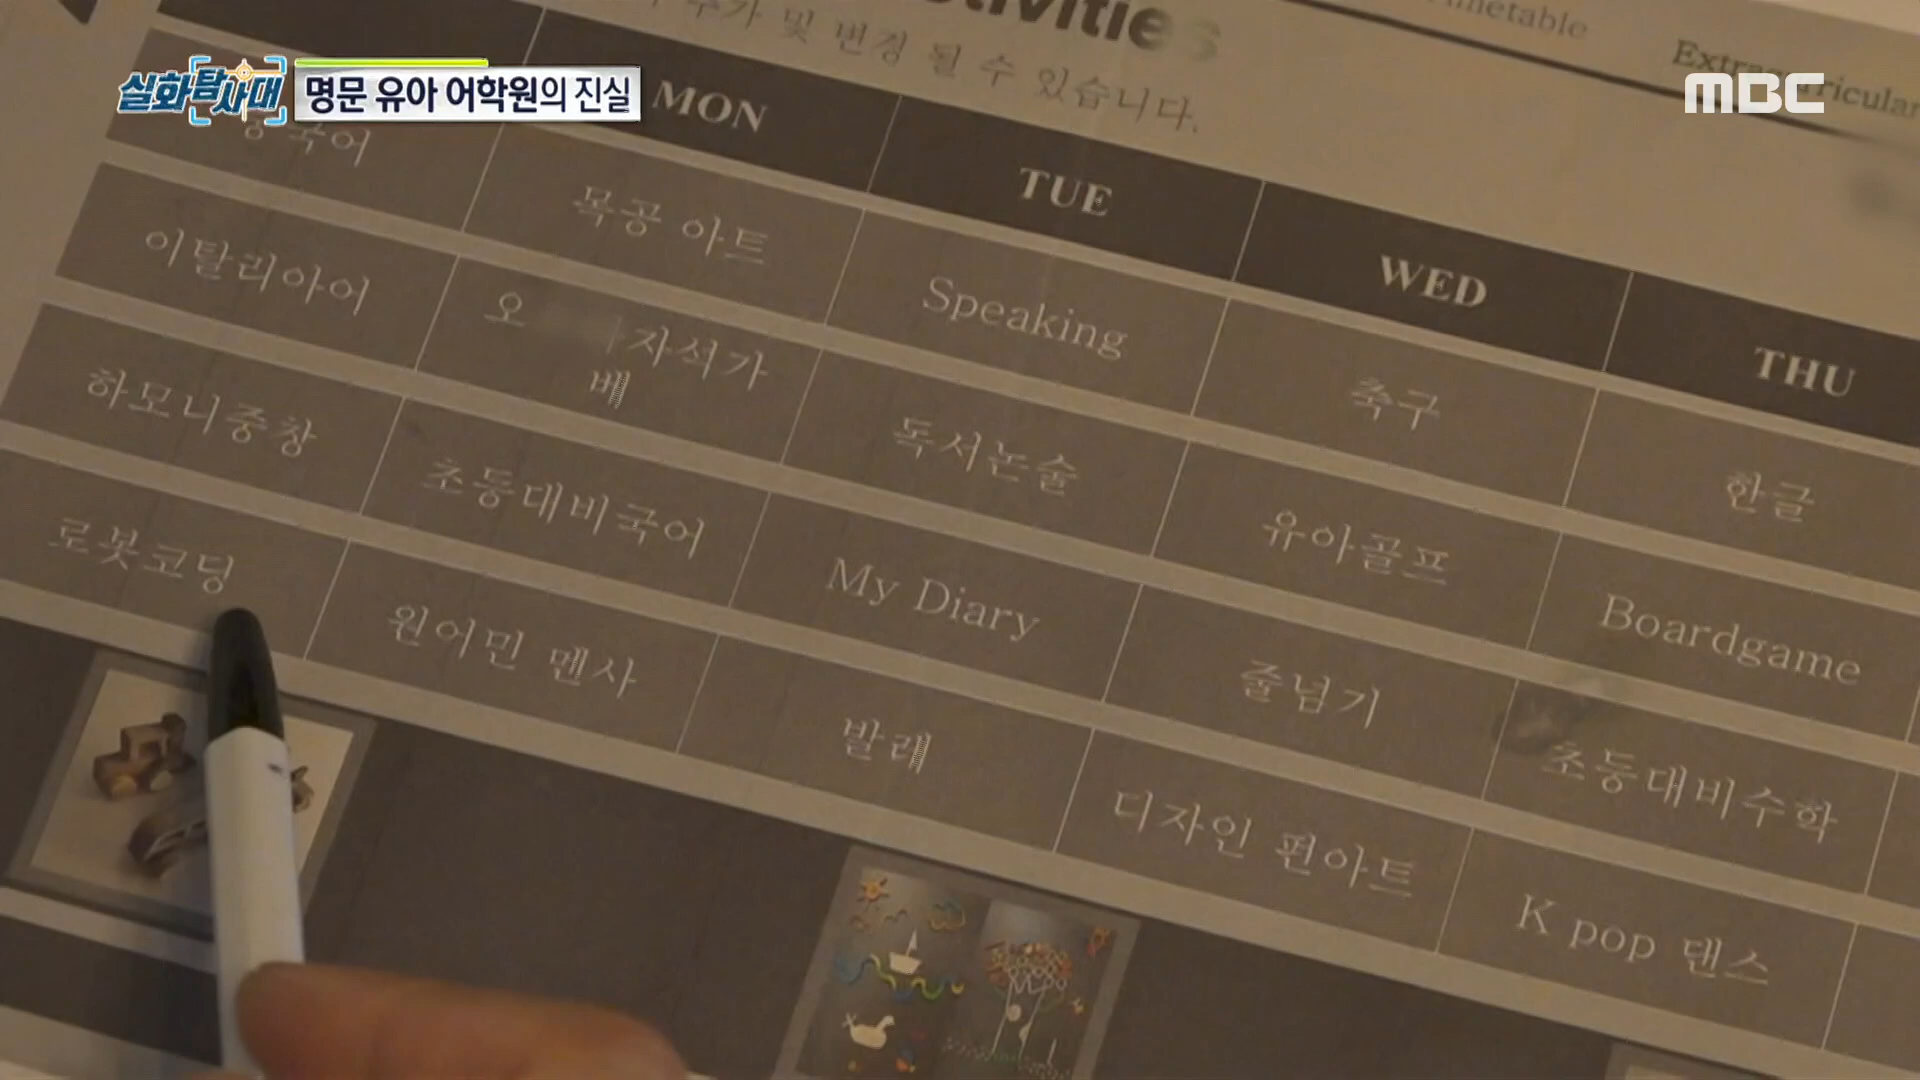 실화탐사대
명문 유아 어학원의 진실
MBC
Timetable
추가 및 변경 될 수 있습니다.
MON TUE WED THU
목공 아트 Speaking 축구 한글
이탈리아어 자석가베 독서논술 유아골프 Boardgame
하모니중창 초등대비국어 My Diary 줄넘기 초등대비수학
로봇코딩 원어민 멘사 발레 디자인 편아트 K pop 댄스